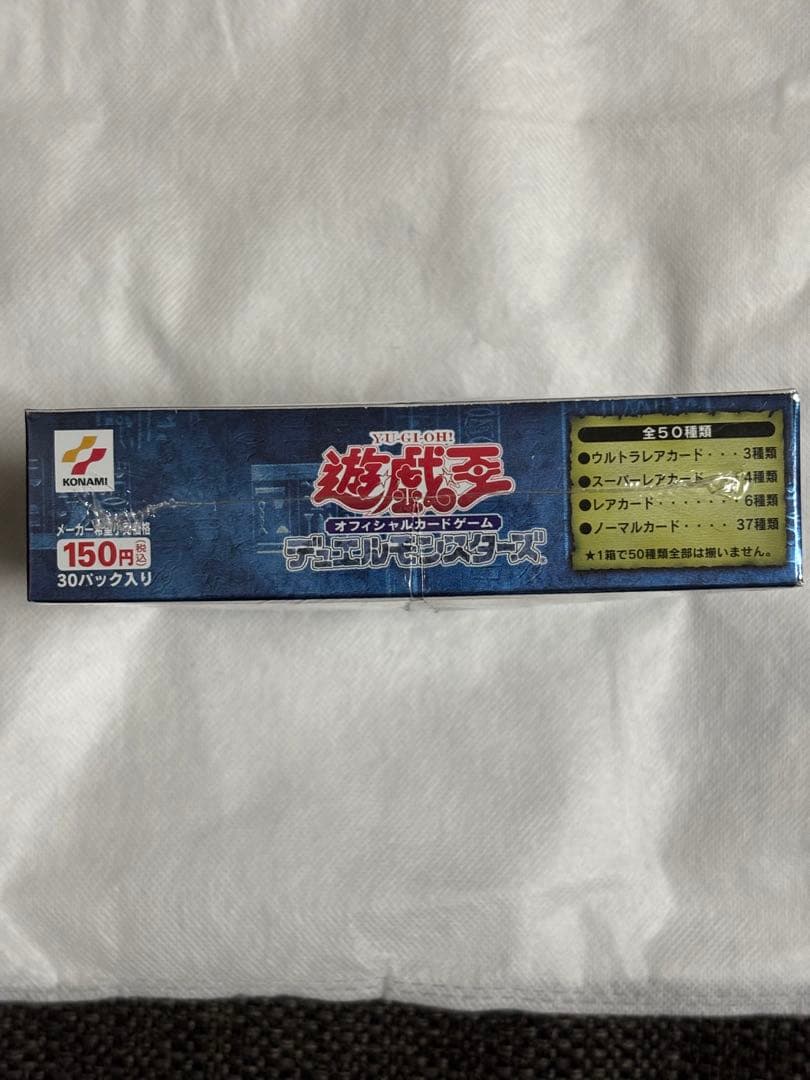 KONAMI
メーカー希望小売価格
150円(税込)
30パック入り
YU-GI-OH!
遊戯王
オフィシャルカードゲーム
デュエルモンスターズ
全50種類
●ウルトラレアカード・・・3種類
●スーパーレアカード・・・4種類
●レアカード・・・・・・・6種類
●ノーマルカード・・・・37種類
★1箱で50種類全部は揃いません。